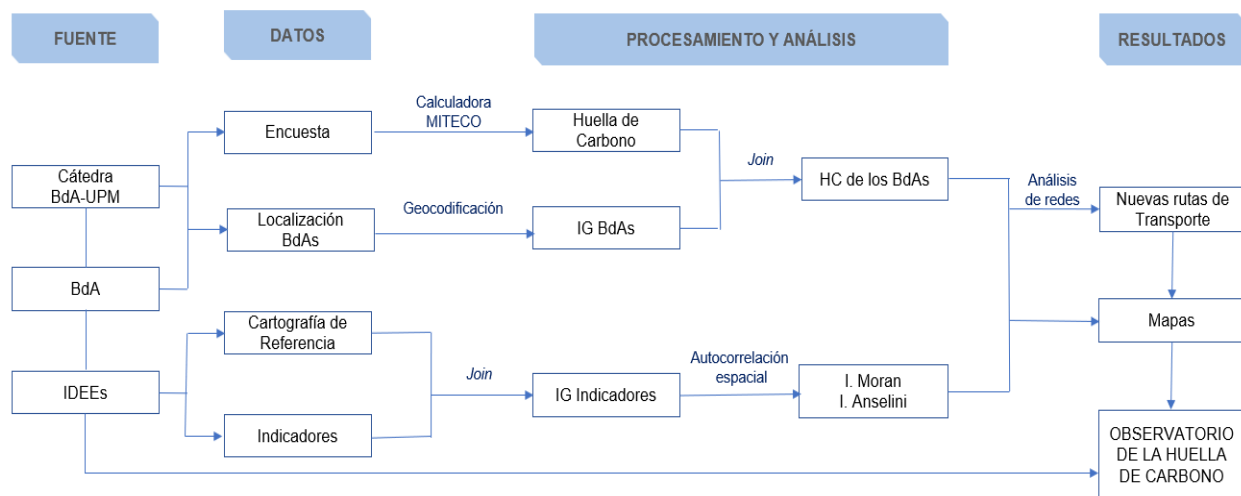 FUENTE
DATOS
PROCESAMIENTO Y ANÁLISIS
RESULTADOS
Cátedra
BdA-UPM
BdA
IDEEs
Encuesta
Localización
BdAs
Cartografía de
Referencia
Indicadores
Calculadora
MITECO
Geocodificación
Join
Huella de
Carbono
IG BdAs
IG Indicadores
Join
Autocorrelación
espacial
HC de los BdAs
I. Moran
I. Anselini
Análisis
de redes
Nuevas rutas de
Transporte
Mapas
OBSERVATORIO
DE LA HUELLA
DE CARBONO